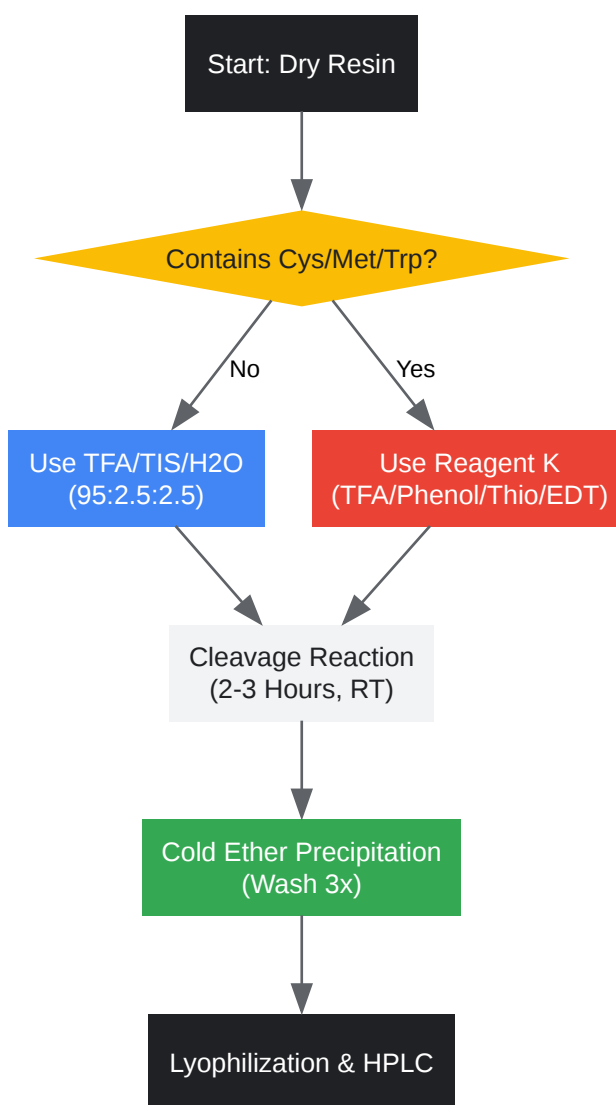 Start: Dry Resin
Contains Cys/Met/Trp?
No
Yes
Use TFA/TIS/H2O
(95:2.5:2.5)
Use Reagent K
(TFA/Phenol/Thio/EDT)
Cleavage Reaction
(2-3 Hours, RT)
Cold Ether Precipitation
(Wash 3x)
Lyophilization & HPLC